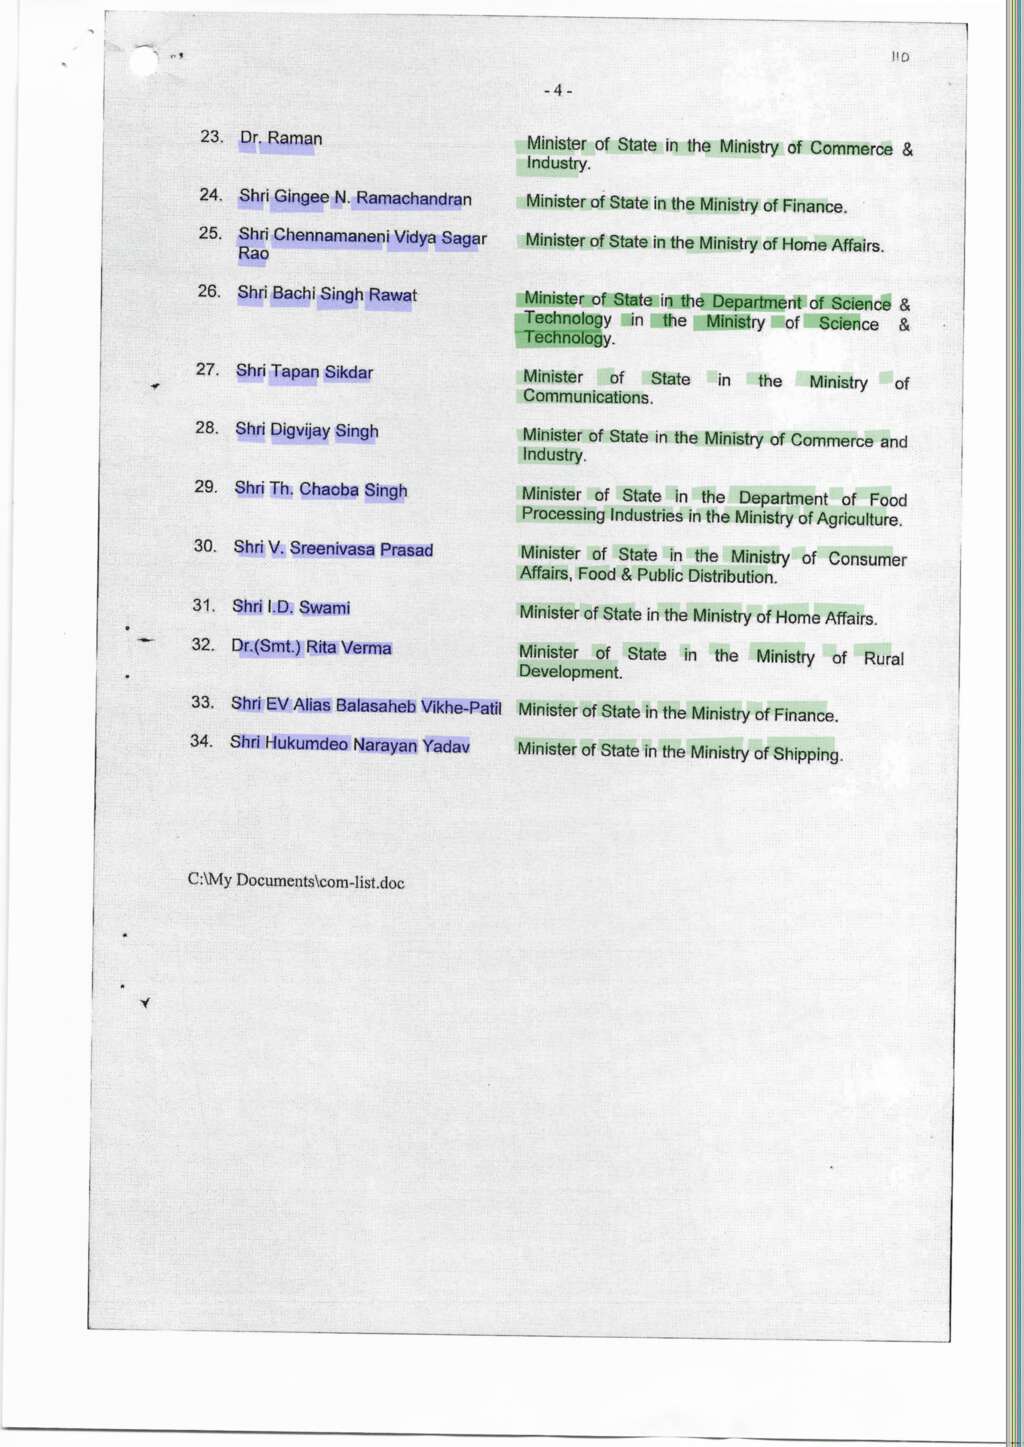 110
- 4 -
23. Dr. Raman Minister of State in the Ministry of Commerce &
Industry.
24. Shri Gingee N. Ramachandran Minister of State in the Ministry of Finance.
25. Shri Chennamaneni Vidya Sagar Minister of State in the Ministry of Home Affairs.
Rao
26. Shri Bachi Singh Rawat Minister of State in the Department of Science &
Technology in the Ministry of Science &
Technology.
27. Shri Tapan Sikdar Minister of State in the Ministry of
Communications.
28. Shri Digvijay Singh Minister of State in the Ministry of Commerce and
Industry.
29. Shri Th. Chaoba Singh Minister of State in the Department of Food
Processing Industries in the Ministry of Agriculture.
30. Shri V. Sreenivasa Prasad Minister of State in the Ministry of Consumer
Affairs, Food & Public Distribution.
31. Shri I.D. Swami Minister of State in the Ministry of Home Affairs.
32. Dr.(Smt.) Rita Verma Minister of State in the Ministry of Rural
Development.
33. Shri EV Alias Balasaheb Vikhe-Patil Minister of State in the Ministry of Finance.
34. Shri Hukumdeo Narayan Yadav Minister of State in the Ministry of Shipping.
C:\My Documents\com-list.doc